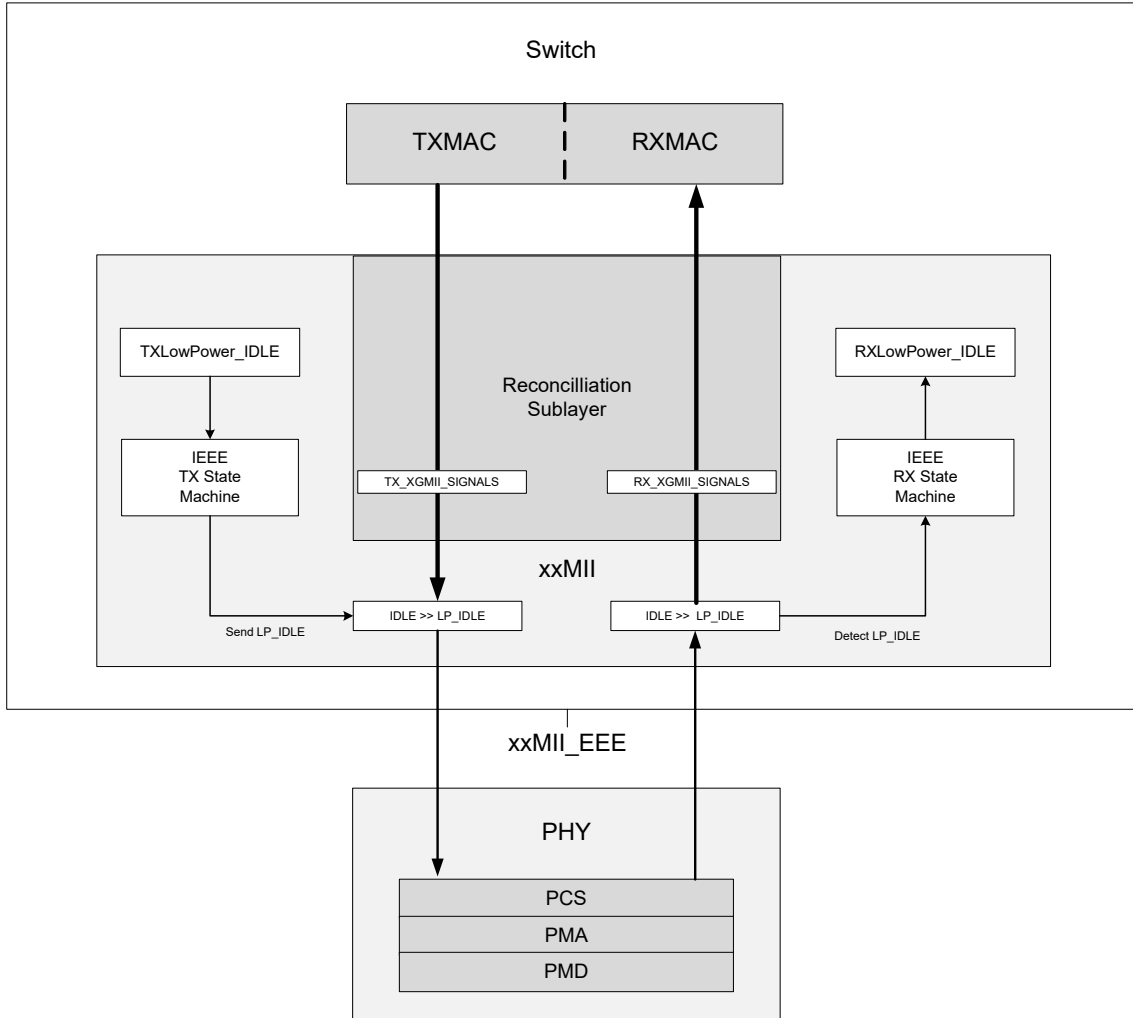 Switch
TXMAC
RXMAC
TXLowPower_IDLE
RXLowPower_IDLE
Reconcilliation
Sublayer
IEEE
TX State
Machine
IEEE
RX State
Machine
TX_XGMII_SIGNALS
RX_XGMII_SIGNALS
xxMII
IDLE >> LP_IDLE
IDLE >> LP_IDLE
Send LP_IDLE
Detect LP_IDLE
xxMII_EEE
PHY
PCS
PMA
PMD